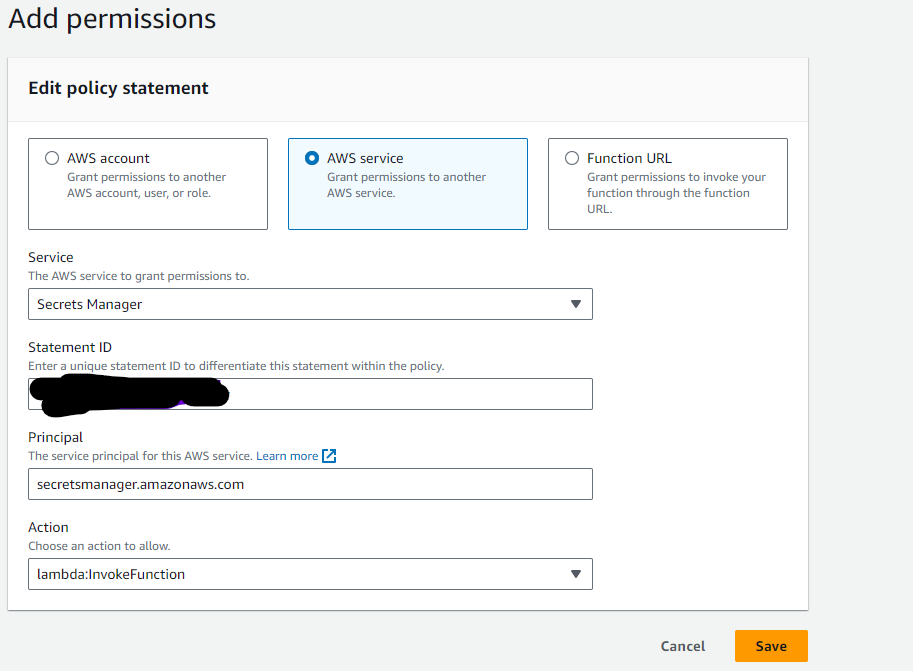 Add permissions
Edit policy statement
AWS account
Grant permissions to another
AWS account, user, or role.
AWS service
Grant permissions to another
AWS service.
Function URL
Grant permissions to invoke your
function through the function
URL.
Service
The AWS service to grant permissions to.
Secrets Manager
Statement ID
Enter a unique statement ID to differentiate this statement within the policy.
Principal
The service principal for this AWS service. Learn more
secretsmanager.amazonaws.com
Action
Choose an action to allow.
lambda:InvokeFunction
Cancel
Save